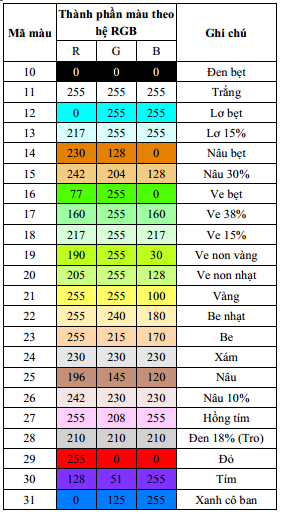 Mã màu Thành phần màu theo hệ RGB Ghi chú
R G B
10 0 0 0 Đen bẹt
11 255 255 255 Trắng
12 0 255 255 Lơ bẹt
13 217 255 255 Lơ 15%
14 230 128 0 Nâu bẹt
15 242 204 128 Nâu 30%
16 77 255 0 Ve bẹt
17 160 255 160 Ve 38%
18 217 255 217 Ve 15%
19 190 255 30 Ve non vàng
20 205 255 128 Ve non nhạt
21 255 255 100 Vàng
22 255 240 180 Be nhạt
23 255 215 170 Be
24 230 230 230 Xám
25 196 145 120 Nâu
26 242 230 230 Nâu 10%
27 255 208 255 Hồng tím
28 210 210 210 Đen 18% (Tro)
29 255 0 0 Đỏ
30 128 51 255 Tím
31 0 125 255 Xanh cô ban